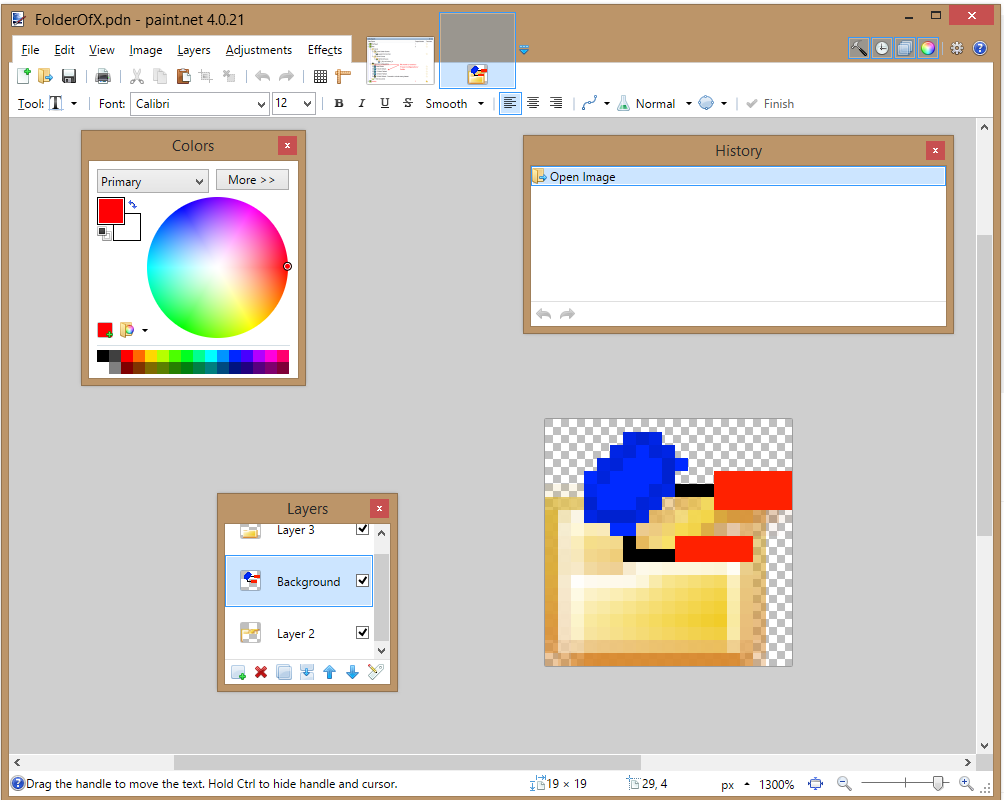 FolderOfX.pdn - paint.net 4.0.21
File Edit View Image Layers Adjustments Effects
Tool: T Font: Calibri 12 B I U S Smooth Normal Finish
Colors x
Primary More >>
History x
Open Image
Layers x
Layer 3
Background
Layer 2
Drag the handle to move the text. Hold Ctrl to hide handle and cursor. 19 × 19 29, 4 px 1300%